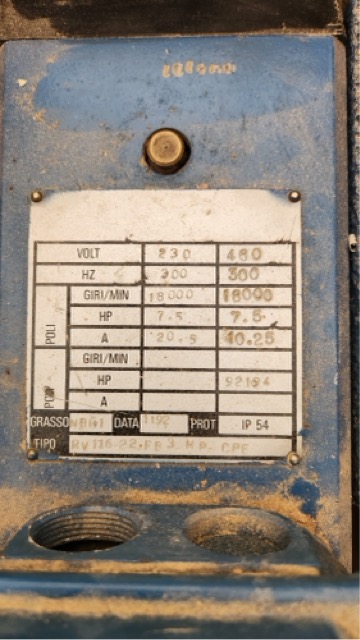 VOLT 230 460
HZ 300 300
POLI GIRI/MIN 18000 18000
HP 7.5 7.5
A 20.5 10.25
POLI GIRI/MIN
HP 92194
A
GRASSO DATA 1192 PROT IP 54
TIPO